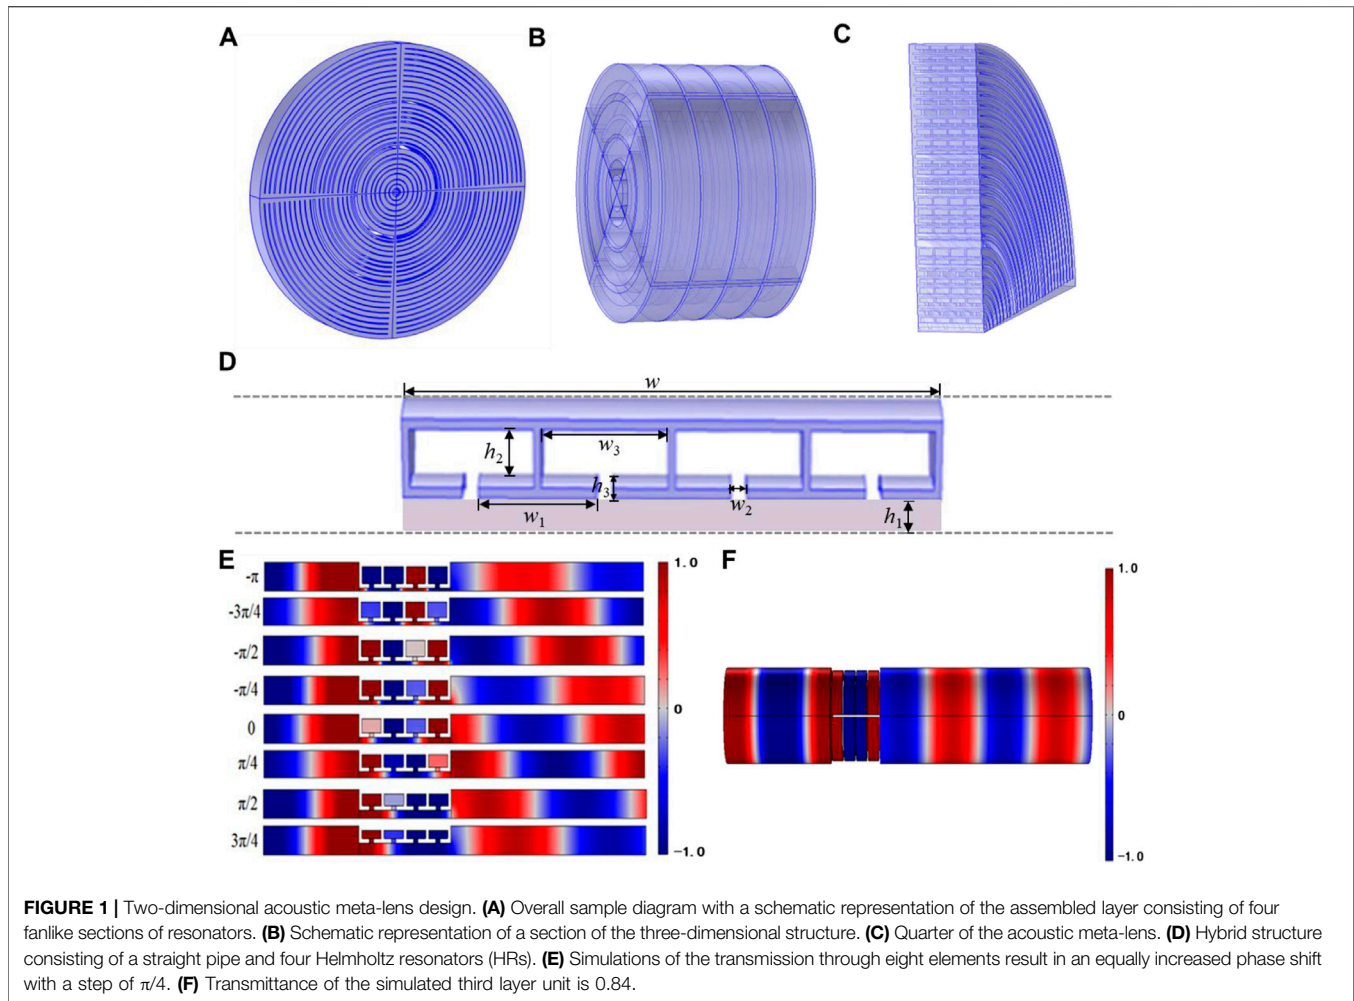 A
B
C
D
w
h2
w3
h3
w1
w2
h1
E
-π
-3π/4
-π/2
-π/4
0
π/4
π/2
3π/4
1.0
0
-1.0
F
1.0
0
-1.0
FIGURE 1 | Two-dimensional acoustic meta-lens design. (A) Overall sample diagram with a schematic representation of the assembled layer consisting of four
fanlike sections of resonators. (B) Schematic representation of a section of the three-dimensional structure. (C) Quarter of the acoustic meta-lens. (D) Hybrid structure
consisting of a straight pipe and four Helmholtz resonators (HRs). (E) Simulations of the transmission through eight elements result in an equally increased phase shift
with a step of π/4. (F) Transmittance of the simulated third layer unit is 0.84.